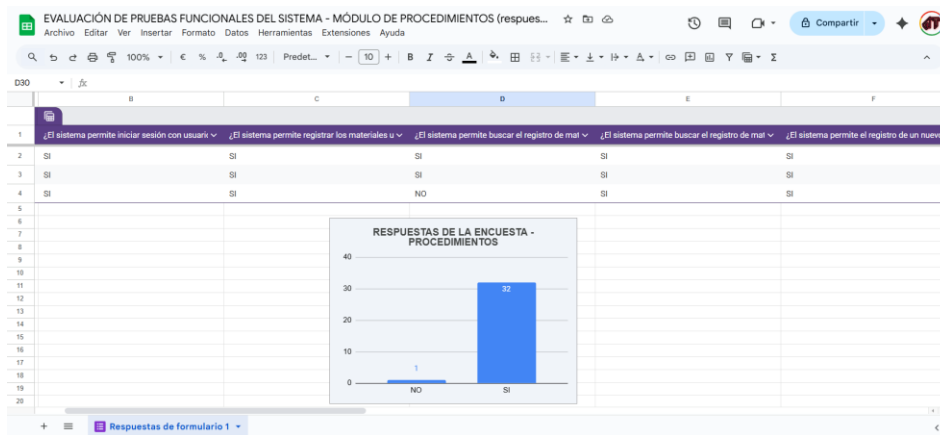 EVALUACIÓN DE PRUEBAS FUNCIONALES DEL SISTEMA - MÓDULO DE PROCEDIMIENTOS (respues...
Compartir
Archivo Editar Ver Insertar Formato Datos Herramientas Extensiones Ayuda
100% € % .0 .00 123 Predet... - 10 + B I A
D30 fx
B C D E F
1 ¿El sistema permite iniciar sesión con usuari ¿El sistema permite registrar los materiales u ¿El sistema permite buscar el registro de mat ¿El sistema permite buscar el registro de mat ¿El sistema permite el registro de un nuev
2 SI SI SI SI SI
3 SI SI SI SI SI
4 SI SI NO SI SI
5
6
7
8
9
10
11
12
13
14
15
16
17
18
19
20
RESPUESTAS DE LA ENCUESTA -
PROCEDIMIENTOS
40
30
20
10
0
1
32
NO SI
+ Respuestas de formulario 1